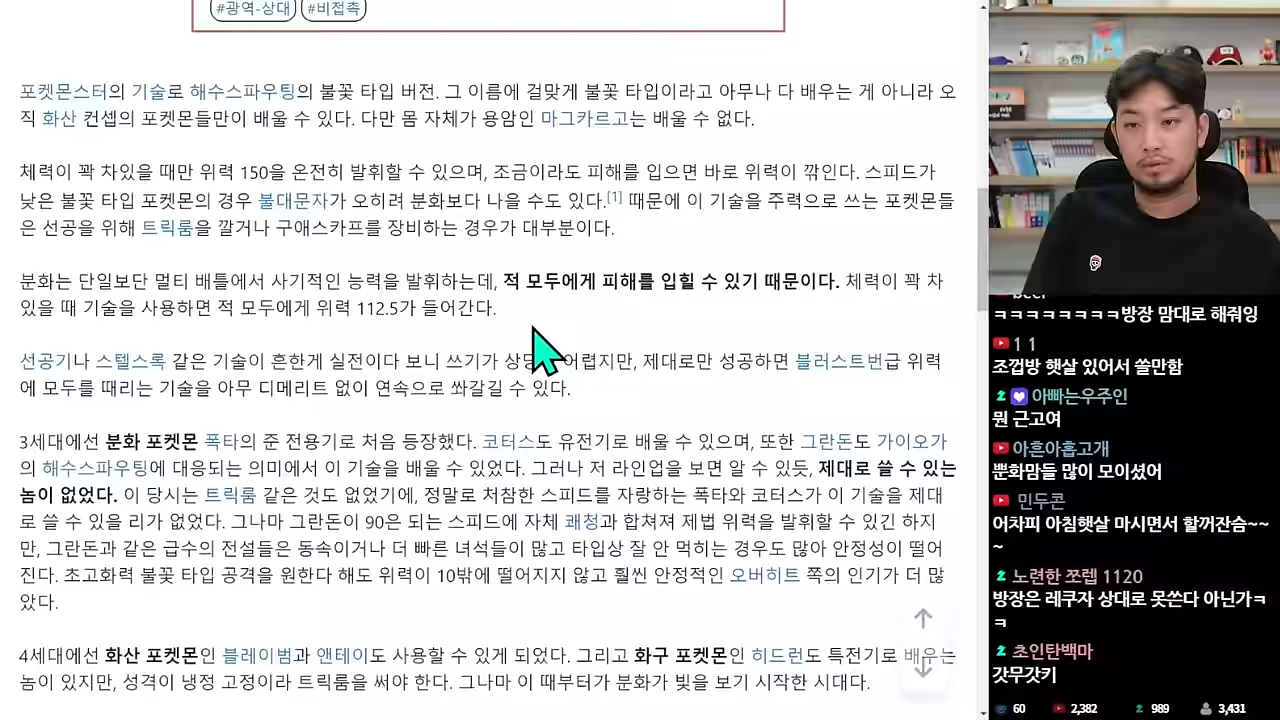 #광역-상대 #비접촉
포켓몬스터의 기술로 해수스파우팅의 불꽃 타입 버전. 그 이름에 걸맞게 불꽃 타입이라고 아무나 다 배우는 게 아니라 오
직 화산 컨셉의 포켓몬들만이 배울 수 있다. 다만 몸 자체가 용암인 마그카르고는 배울 수 없다.
체력이 꽉 차있을 때만 위력 150을 온전히 발휘할 수 있으며, 조금이라도 피해를 입으면 바로 위력이 깎인다. 스피드가
낮은 불꽃 타입 포켓몬의 경우 불대문자가 오히려 분화보다 나을 수도 있다.[1] 때문에 이 기술을 주력으로 쓰는 포켓몬들
은 선공을 위해 트릭룸을 깔거나 구애스카프를 장비하는 경우가 대부분이다.
분화는 단일보단 멀티 배틀에서 사기적인 능력을 발휘하는데, 적 모두에게 피해를 입힐 수 있기 때문이다. 체력이 꽉 차
있을 때 기술을 사용하면 적 모두에게 위력 112.5가 들어간다.
선공기나 스텔스록 같은 기술이 흔한게 실전이다 보니 쓰기가 상당 어렵지만, 제대로만 성공하면 블러스트번급 위력
에 모두를 때리는 기술을 아무 디메리트 없이 연속으로 쏴갈길 수 있다.
3세대에선 분화 포켓몬 폭타의 준 전용기로 처음 등장했다. 코터스도 유전기로 배울 수 있으며, 또한 그란돈도 가이오가
의 해수스파우팅에 대응되는 의미에서 이 기술을 배울 수 있었다. 그러나 저 라인업을 보면 알 수 있듯, 제대로 쓸 수 있는
놈이 없었다. 이 당시는 트릭룸 같은 것도 없었기에, 정말로 처참한 스피드를 자랑하는 폭타와 코터스가 이 기술을 제대
로 쓸 수 있을 리가 없었다. 그나마 그란돈이 90은 되는 스피드에 자체 쾌청과 합쳐져 제법 위력을 발휘할 수 있긴 하지
만, 그란돈과 같은 급수의 전설들은 동속이거나 더 빠른 녀석들이 많고 타입상 잘 안 먹히는 경우도 많아 안정성이 떨어
진다. 초고화력 불꽃 타입 공격을 원한다 해도 위력이 10밖에 떨어지지 않고 훨씬 안정적인 오버히트 쪽의 인기가 더 많
았다.
4세대에선 화산 포켓몬인 블레이범과 앤테이도 사용할 수 있게 되었다. 그리고 화구 포켓몬인 히드런도 특전기로 배우는
놈이 있지만, 성격이 냉정 고정이라 트릭룸을 써야 한다. 그나마 이 때부터가 분화가 빛을 보기 시작한 시대다.
beer
ㅋㅋㅋㅋㅋㅋㅋㅋ방장 맘대로 해줘잉
1 1
조껍방 햇살 있어서 쓸만함
아빠는우주인
뭔 근고여
아흔아홉고개
뿐화맘들 많이 모이셨어
민두콘
어차피 아침햇살 마시면서 할꺼잔슴~~
~
노련한 쪼렙 1120
방장은 레쿠자 상대로 못쓴다 아닌가ㅋ
ㅋ
초인탄백마
갓무갓키
60 2,382 989 3,431